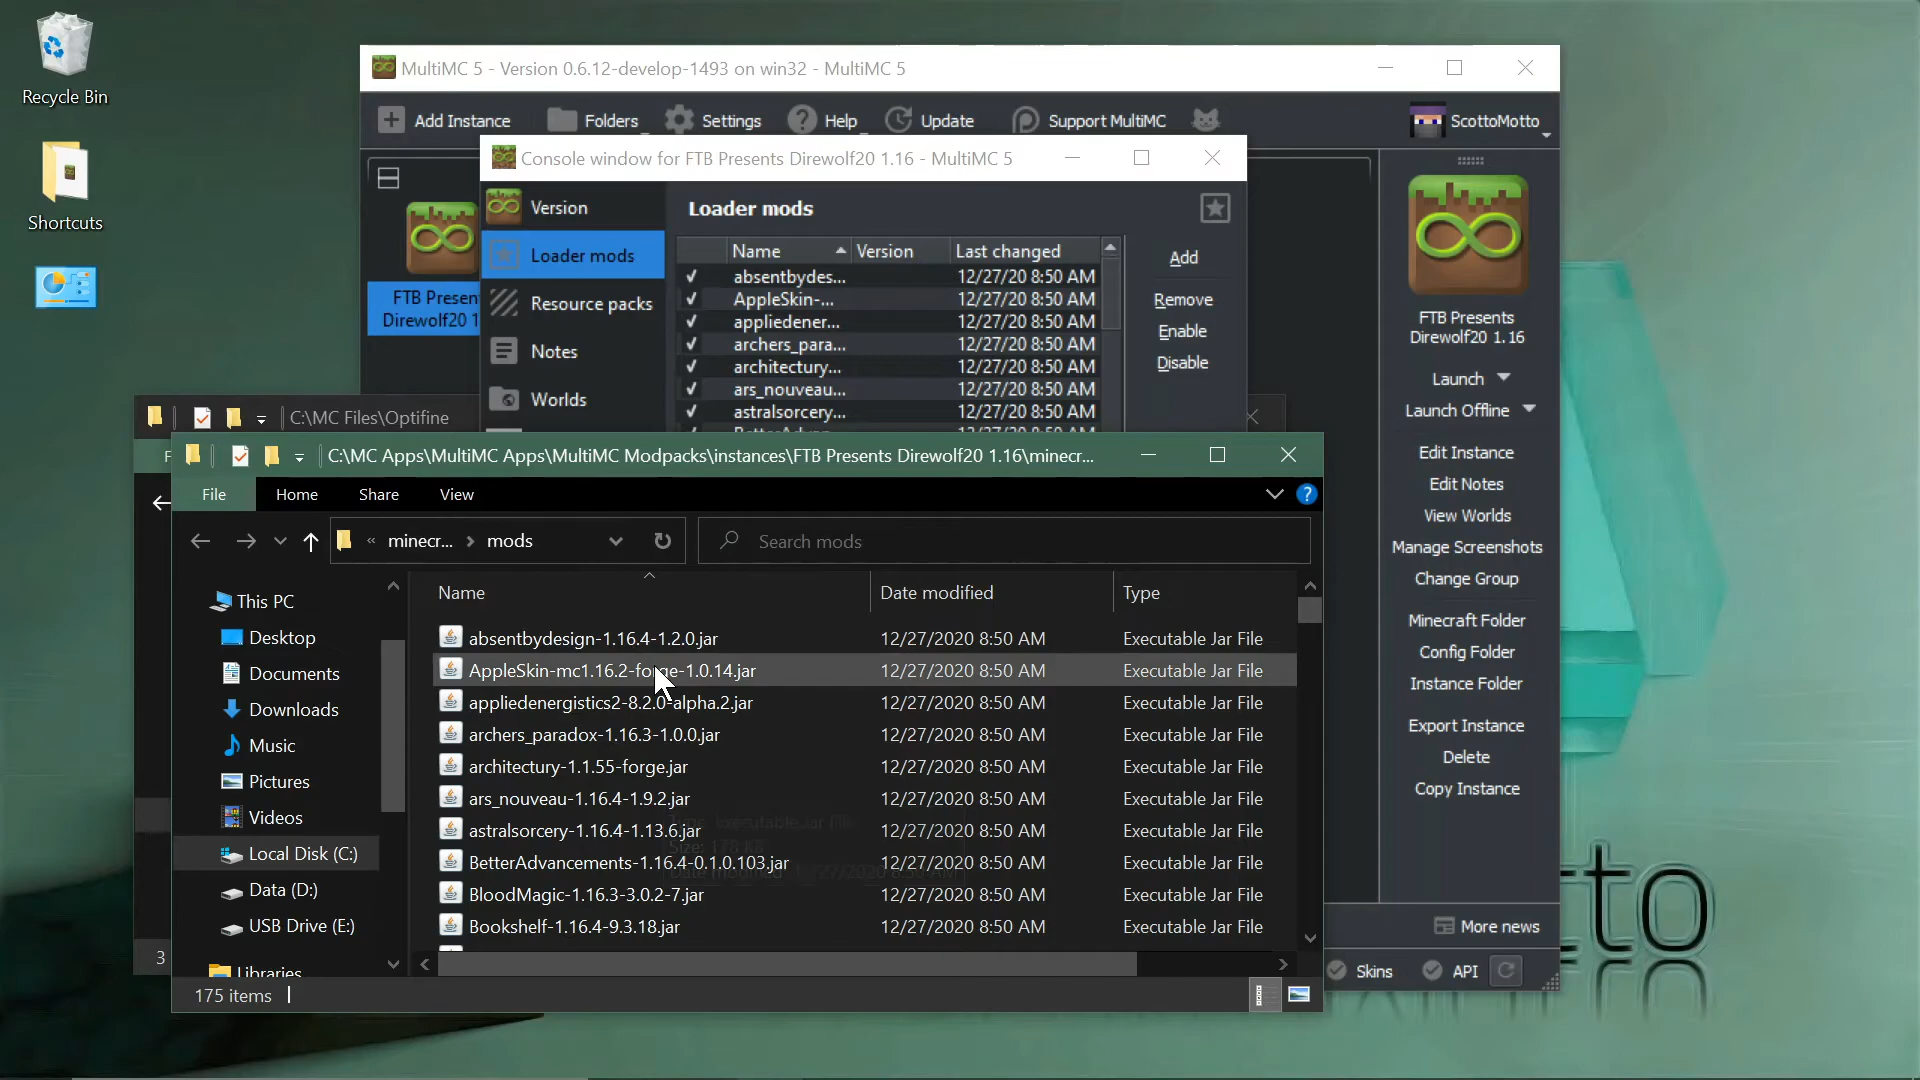 Recycle Bin
Shortcuts
MultiMC 5 - Version 0.6.12-develop-1493 on win32 - MultiMC 5
Add Instance
Folders
Settings
Help
Update
Support MultiMC
ScottoMotto
Console window for FTB Presents Direwolf20 1.16 - MultiMC 5
FTB Presen
Direwolf20 1
Version
Loader mods
Resource packs
Notes
Worlds
Loader mods
Name
Version
Last changed
absentbydes... 12/27/20 8:50 AM
AppleSkin-... 12/27/20 8:50 AM
appliedener... 12/27/20 8:50 AM
archers_para... 12/27/20 8:50 AM
architectury... 12/27/20 8:50 AM
ars_nouveau... 12/27/20 8:50 AM
astralsorcery... 12/27/20 8:50 AM
Add
Remove
Enable
Disable
FTB Presents
Direwolf20 1.16
Launch
Launch Offline
Edit Instance
Edit Notes
View Worlds
Manage Screenshots
Change Group
Minecraft Folder
Config Folder
Instance Folder
Export Instance
Delete
Copy Instance
More news
Skins
API
C:\MC Files\Optifine
F
3
C:\MC Apps\MultiMC Apps\MultiMC Modpacks\instances\FTB Presents Direwolf20 1.16\minecr...
File
Home
Share
View
?
« minecr... > mods
Search mods
This PC
Desktop
Documents
Downloads
Music
Pictures
Videos
Local Disk (C:)
Data (D:)
USB Drive (E:)
Libraries
Name
Date modified
Type
absentbydesign-1.16.4-1.2.0.jar 12/27/2020 8:50 AM Executable Jar File
AppleSkin-mc1.16.2-forge-1.0.14.jar 12/27/2020 8:50 AM Executable Jar File
appliedenergistics2-8.2.0-alpha.2.jar 12/27/2020 8:50 AM Executable Jar File
archers_paradox-1.16.3-1.0.0.jar 12/27/2020 8:50 AM Executable Jar File
architectury-1.1.55-forge.jar 12/27/2020 8:50 AM Executable Jar File
ars_nouveau-1.16.4-1.9.2.jar 12/27/2020 8:50 AM Executable Jar File
astralsorcery-1.16.4-1.13.6.jar 12/27/2020 8:50 AM Executable Jar File
BetterAdvancements-1.16.4-0.1.0.103.jar 12/27/2020 8:50 AM Executable Jar File
BloodMagic-1.16.3-3.0.2-7.jar 12/27/2020 8:50 AM Executable Jar File
Bookshelf-1.16.4-9.3.18.jar 12/27/2020 8:50 AM Executable Jar File
Type: Executable Jar File
Size: 178 KB
175 items
tto